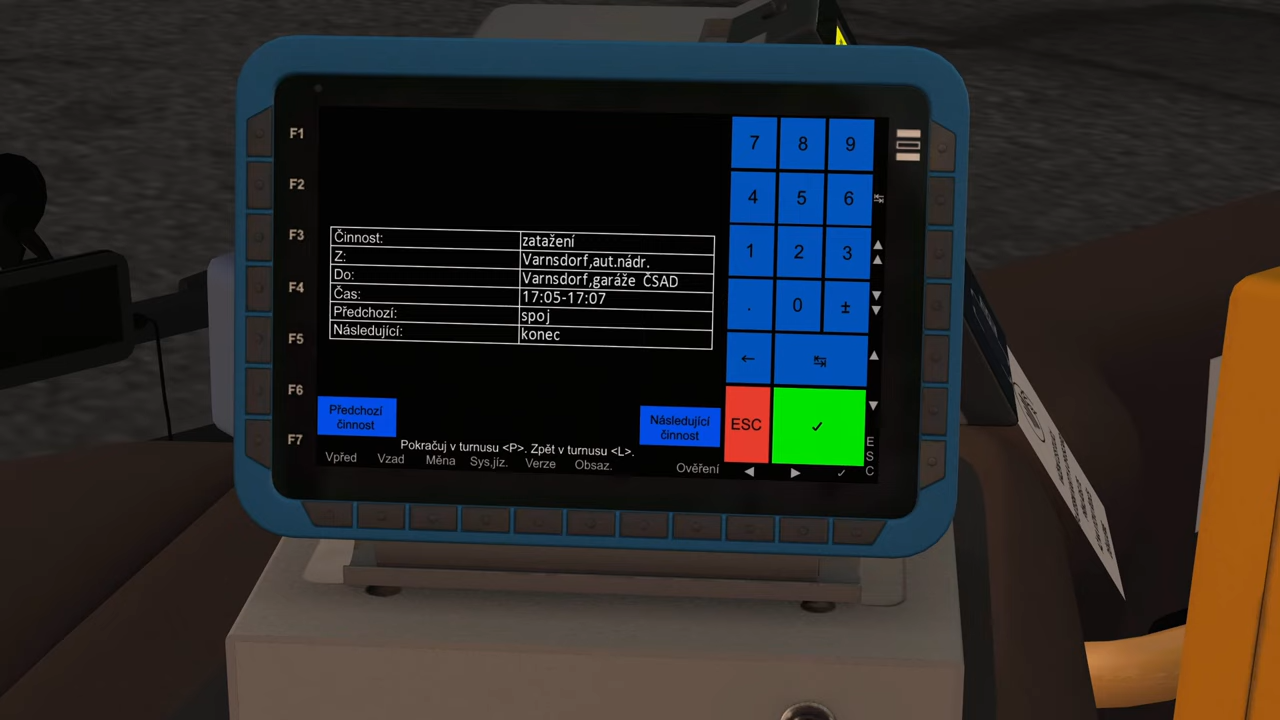 F1
F2
F3
F4
F5
F6
F7
Činnost: zatažení
Z: Varnsdorf,aut.nádr.
Do: Varnsdorf,garáže ČSAD
Čas: 17:05-17:07
Předchozí: spoj
Následující: konec
Předchozí
činnost
Následující
činnost
Pokračuj v turnusu <P>. Zpět v turnusu <L>.
Vpřed Vzad Měna Sys.jíz. Verze Obsaz. Ověření
7 8 9
4 5 6
1 2 3
. 0 ±
←
ESC ✓
E
S
C